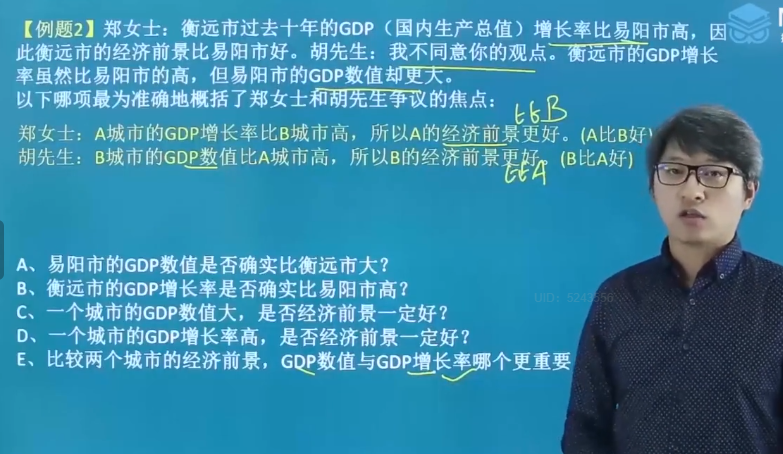 【例题2】郑女士：衡远市过去十年的GDP（国内生产总值）增长率比易阳市高，因
此衡远市的经济前景比易阳市好。胡先生：我不同意你的观点。衡远市的GDP增长
率虽然比易阳市的高，但易阳市的GDP数值却更大。
以下哪项最为准确地概括了郑女士和胡先生争议的焦点：
比B
郑女士：A城市的GDP增长率比B城市高，所以A的经济前景更好。(A比B好)
胡先生：B城市的GDP数值比A城市高，所以B的经济前景更好。(B比A好)
比A
A、易阳市的GDP数值是否确实比衡远市大？
B、衡远市的GDP增长率是否确实比易阳市高？
UID：5243556
C、一个城市的GDP数值大，是否经济前景一定好？
D、一个城市的GDP增长率高，是否经济前景一定好？
E、比较两个城市的经济前景，GDP数值与GDP增长率哪个更重要